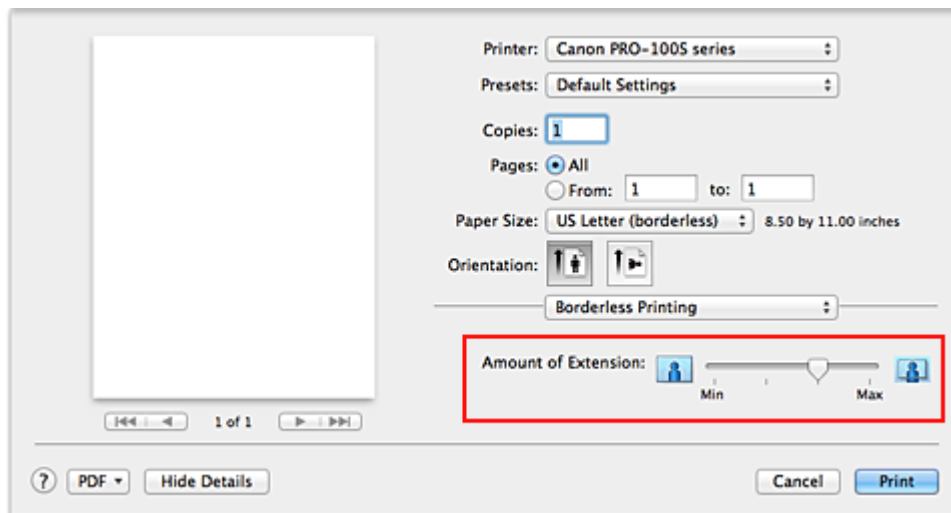 Printer: Canon PRO-100S series
Presets: Default Settings
Copies: 1
Pages: All
From: 1 to: 1
Paper Size: US Letter (borderless) 8.50 by 11.00 inches
Orientation:
Borderless Printing
Amount of Extension:
Min Max
1 of 1
? PDF Hide Details Cancel Print